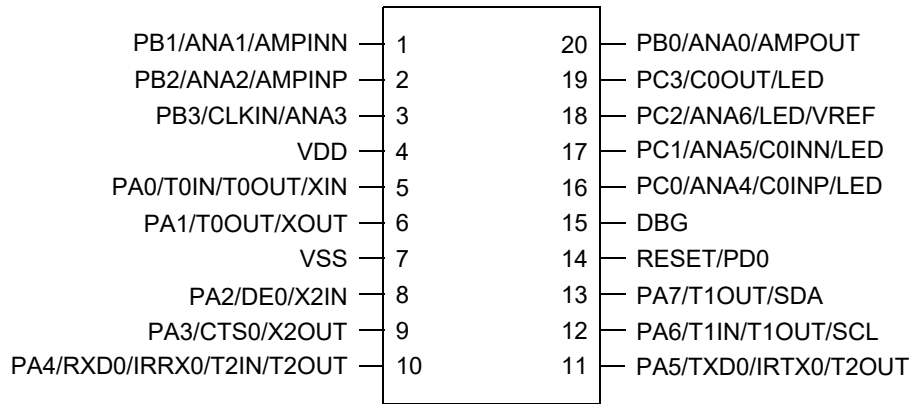 PB1/ANA1/AMPINN 1 20 PB0/ANA0/AMPOUT
PB2/ANA2/AMPINP 2 19 PC3/C0OUT/LED
PB3/CLKIN/ANA3 3 18 PC2/ANA6/LED/VREF
VDD 4 17 PC1/ANA5/C0INN/LED
PA0/T0IN/T0OUT/XIN 5 16 PC0/ANA4/C0INP/LED
PA1/T0OUT/XOUT 6 15 DBG
VSS 7 14 RESET/PD0
PA2/DE0/X2IN 8 13 PA7/T1OUT/SDA
PA3/CTS0/X2OUT 9 12 PA6/T1IN/T1OUT/SCL
PA4/RXD0/IRRX0/T2IN/T2OUT 10 11 PA5/TXD0/IRTX0/T2OUT